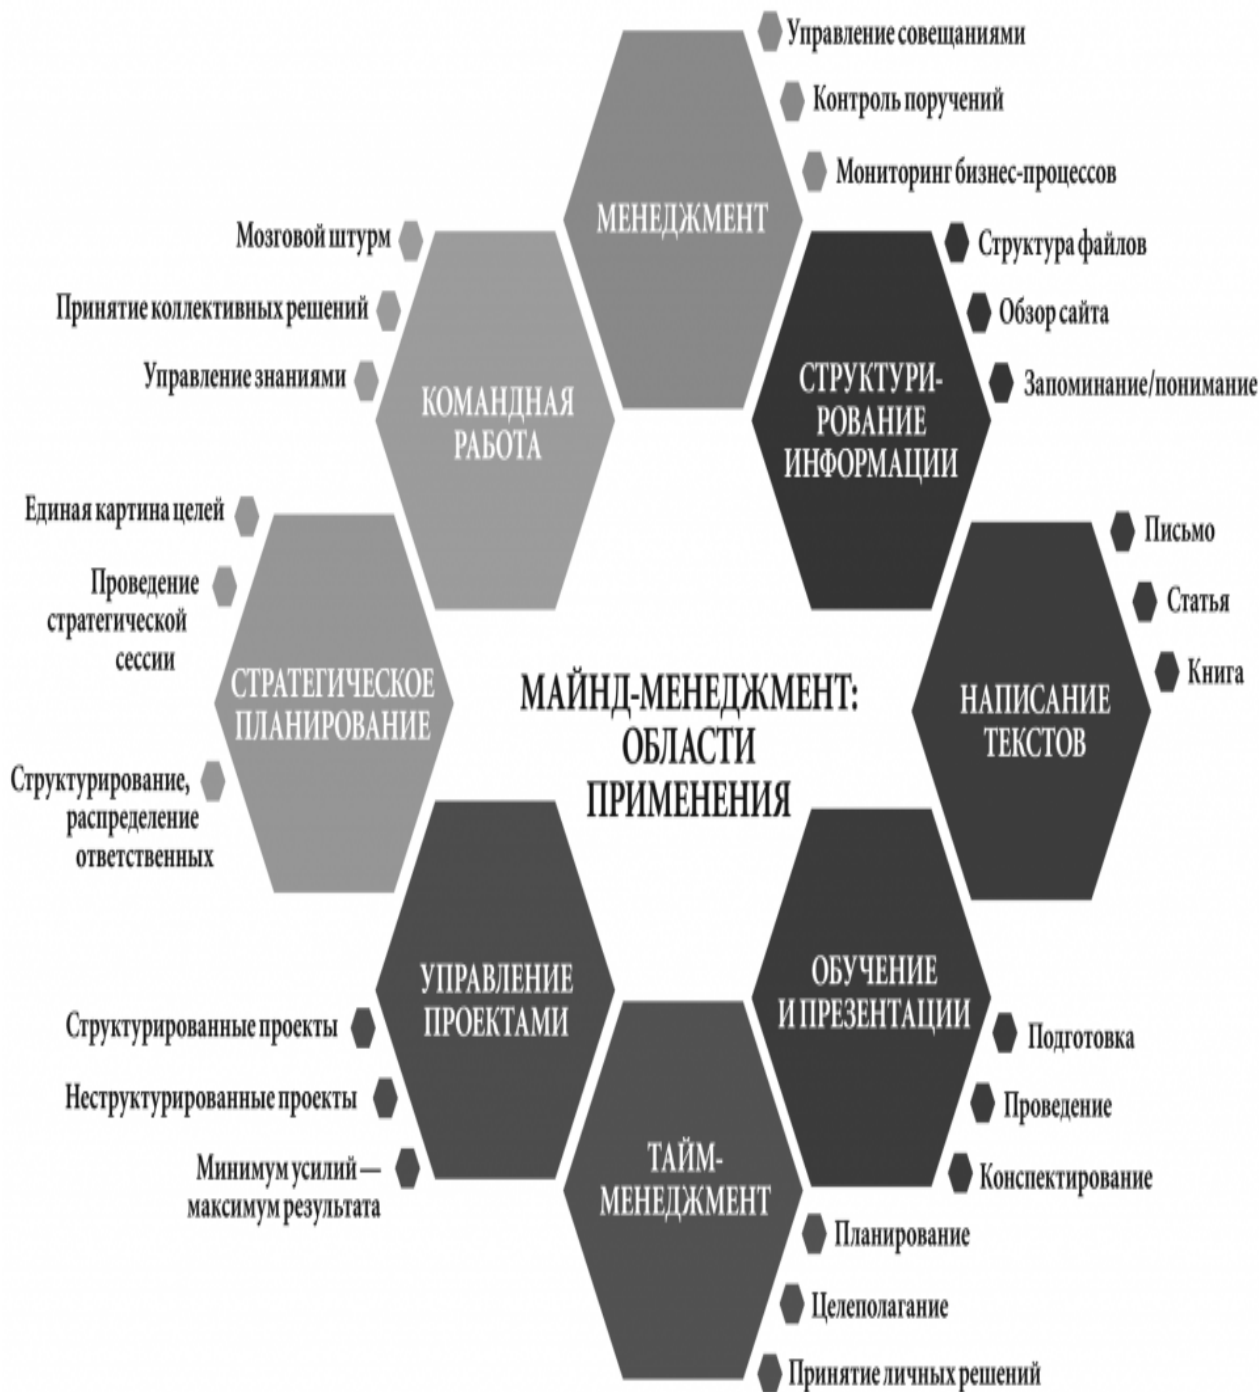 Управление совещаниями
Контроль поручений
Мониторинг бизнес-процессов
МЕНЕДЖМЕНТ
Структура файлов
Обзор сайта
Запоминание/понимание
СТРУКТУРИ-
РОВАНИЕ
ИНФОРМАЦИИ
Письмо
Статья
Книга
НАПИСАНИЕ
ТЕКСТОВ
ОБУЧЕНИЕ
И ПРЕЗЕНТАЦИИ
Подготовка
Проведение
Конспектирование
ТАЙМ-
МЕНЕДЖМЕНТ
Планирование
Целеполагание
Принятие личных решений
УПРАВЛЕНИЕ
ПРОЕКТАМИ
Структурированные проекты
Неструктурированные проекты
Минимум усилий —
максимум результата
СТРАТЕГИЧЕСКОЕ
ПЛАНИРОВАНИЕ
Единая картина целей
Проведение
стратегической
сессии
Структурирование,
распределение
ответственных
КОМАНДНАЯ
РАБОТА
Мозговой штурм
Принятие коллективных решений
Управление знаниями
МАЙНД-МЕНЕДЖМЕНТ:
ОБЛАСТИ
ПРИМЕНЕНИЯ